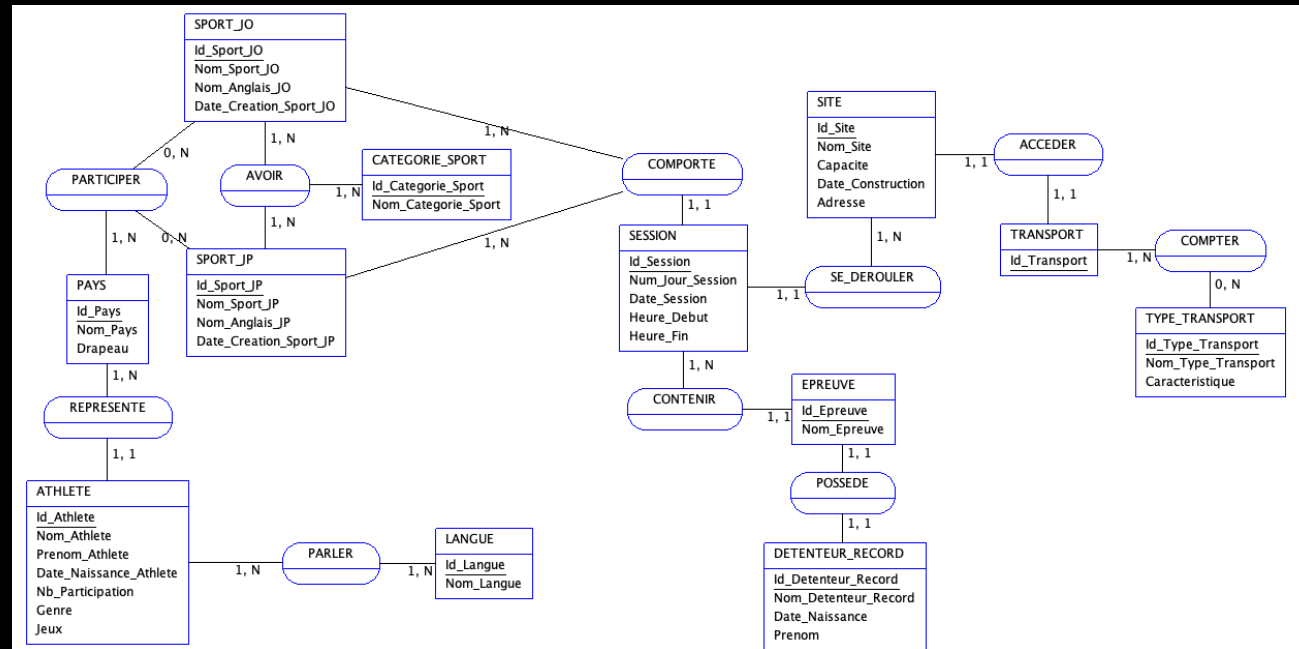 SPORT_JO
Id_Sport_JO
Nom_Sport_JO
Nom_Anglais_JO
Date_Creation_Sport_JO
0, N
1, N
1, N
PARTICIPER
AVOIR
1, N
CATEGORIE_SPORT
Id_Categorie_Sport
Nom_Categorie_Sport
COMPORTE
1, N
0, N
1, N
1, N
1, 1
SPORT_JP
Id_Sport_JP
Nom_Sport_JP
Nom_Anglais_JP
Date_Creation_Sport_JP
PAYS
Id_Pays
Nom_Pays
Drapeau
1, N
REPRESENTE
1, 1
ATHLETE
Id_Athlete
Nom_Athlete
Prenom_Athlete
Date_Naissance_Athlete
Nb_Participation
Genre
Jeux
1, N
PARLER
1, N
LANGUE
Id_Langue
Nom_Langue
SESSION
Id_Session
Num_Jour_Session
Date_Session
Heure_Debut
Heure_Fin
1, 1
SE_DEROULER
1, N
SITE
Id_Site
Nom_Site
Capacite
Date_Construction
Adresse
1, 1
ACCEDER
1, 1
TRANSPORT
Id_Transport
1, N
COMPTER
0, N
TYPE_TRANSPORT
Id_Type_Transport
Nom_Type_Transport
Caracteristique
1, N
CONTENIR
1, 1
EPREUVE
Id_Epreuve
Nom_Epreuve
1, 1
POSSEDE
1, 1
DETENTEUR_RECORD
Id_Detenteur_Record
Nom_Detenteur_Record
Date_Naissance
Prenom